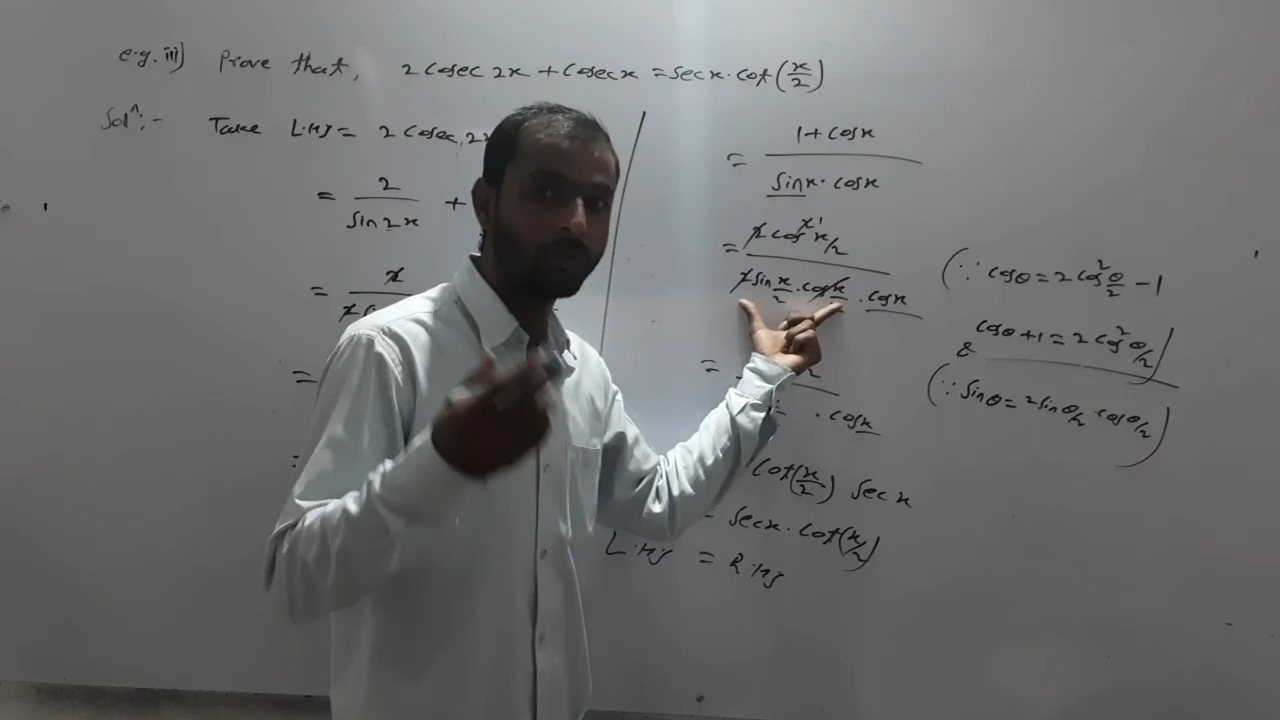 e.g. iii) Prove that, 2 Cosec 2x + Cosec x = Sec x . Cot (x/2)
Solⁿ:- Take L.H.S = 2 Cosec 2x
= 2 / Sin 2x +
= 2
=
= 1 + Cos x / Sin x . Cos x
= 2 Cos² x/2 / 2 Sin x/2 . Cos x/2 . Cos x
(∵ Cos θ = 2 Cos² θ/2 - 1
Cos θ + 1 = 2 Cos² θ/2)
&
(∵ Sin θ = 2 Sin θ/2 . Cos θ/2)
= . Cos x
Cot (x/2) Sec x
= Sec x . Cot (x/2)
L.H.S = R.H.S